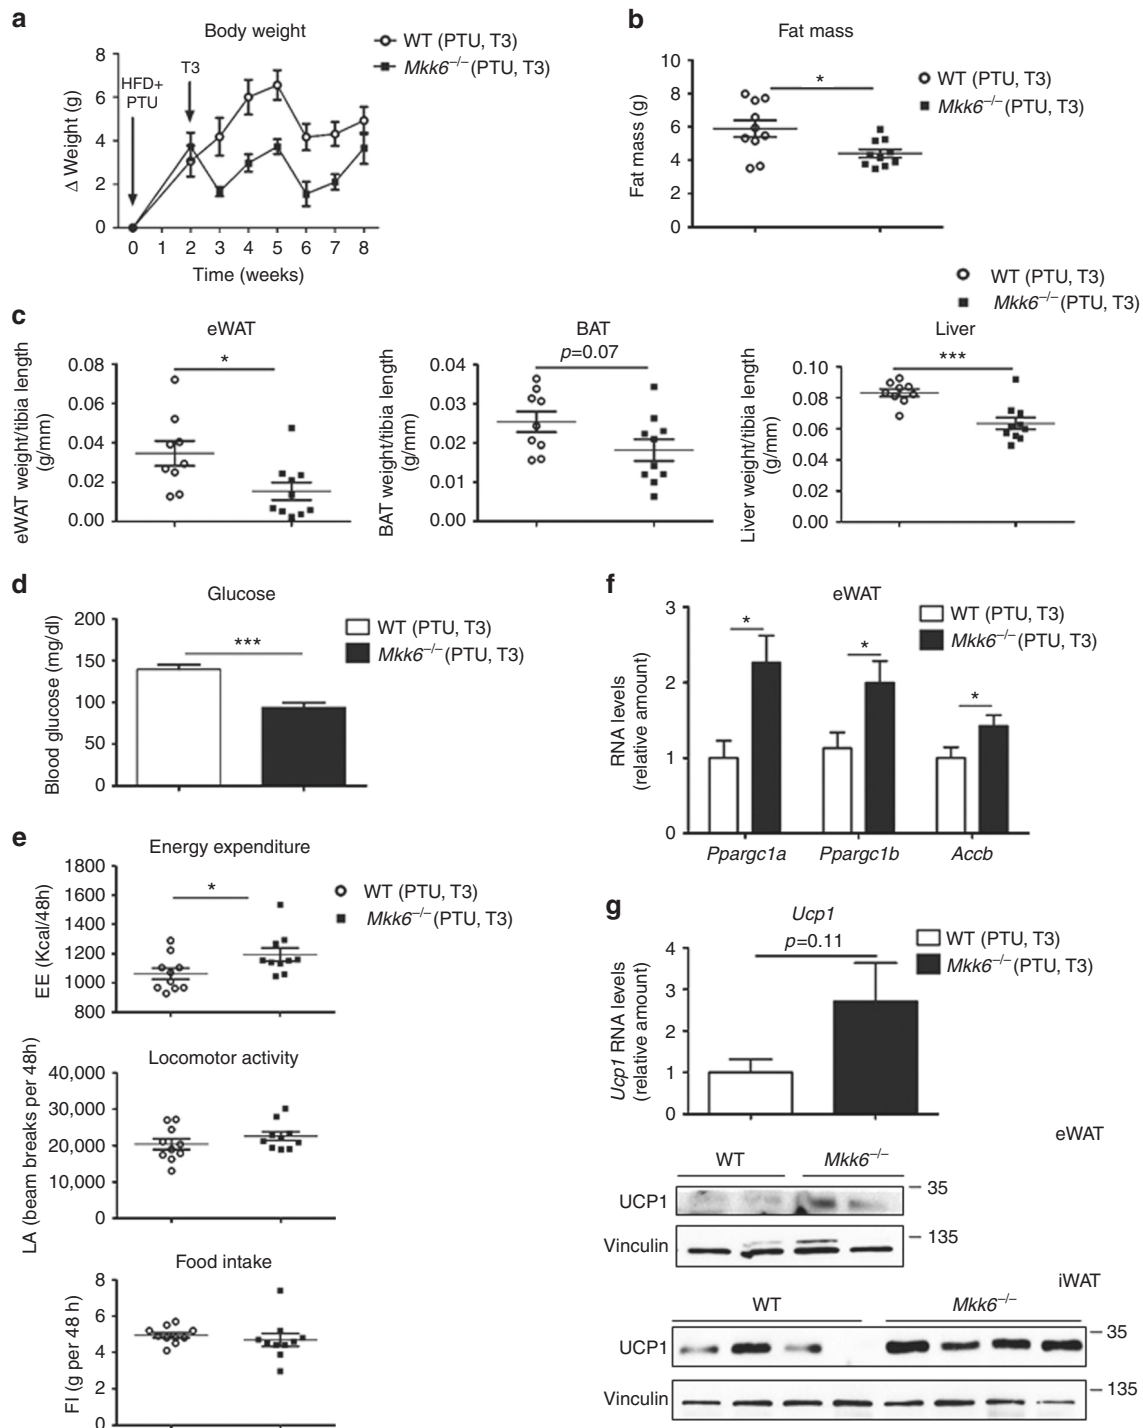 a
Body weight
WT (PTU, T3)
Mkk6–/– (PTU, T3)
HFD+
PTU
T3
Δ Weight (g)
8
6
4
2
0
0 1 2 3 4 5 6 7 8
Time (weeks)
b
Fat mass
*
WT (PTU, T3)
Mkk6–/– (PTU, T3)
Fat mass (g)
10
8
6
4
2
0
WT (PTU, T3)
Mkk6–/– (PTU, T3)
c
eWAT
*
eWAT weight/tibia length
(g/mm)
0.08
0.06
0.04
0.02
0.00
BAT
p=0.07
BAT weight/tibia length
(g/mm)
0.04
0.03
0.02
0.01
0.00
Liver
***
Liver weight/tibia length
(g/mm)
0.10
0.08
0.06
0.04
0.02
0.00
d
Glucose
***
WT (PTU, T3)
Mkk6–/– (PTU, T3)
Blood glucose (mg/dl)
200
150
100
50
0
e
Energy expenditure
*
WT (PTU, T3)
Mkk6–/– (PTU, T3)
EE (Kcal/48h)
1800
1600
1400
1200
1000
800
Locomotor activity
LA (beam breaks per 48h)
40,000
30,000
20,000
10,000
0
Food intake
FI (g per 48 h)
8
6
4
2
0
f
eWAT
WT (PTU, T3)
Mkk6–/– (PTU, T3)
* * *
RNA levels
(relative amount)
3
2
1
0
Ppargc1a Ppargc1b Accb
g
Ucp1
p=0.11
WT (PTU, T3)
Mkk6–/– (PTU, T3)
Ucp1 RNA levels
(relative amount)
4
3
2
1
0
eWAT
WT Mkk6–/–
UCP1
35
Vinculin
135
iWAT
WT Mkk6–/–
UCP1
35
Vinculin
135